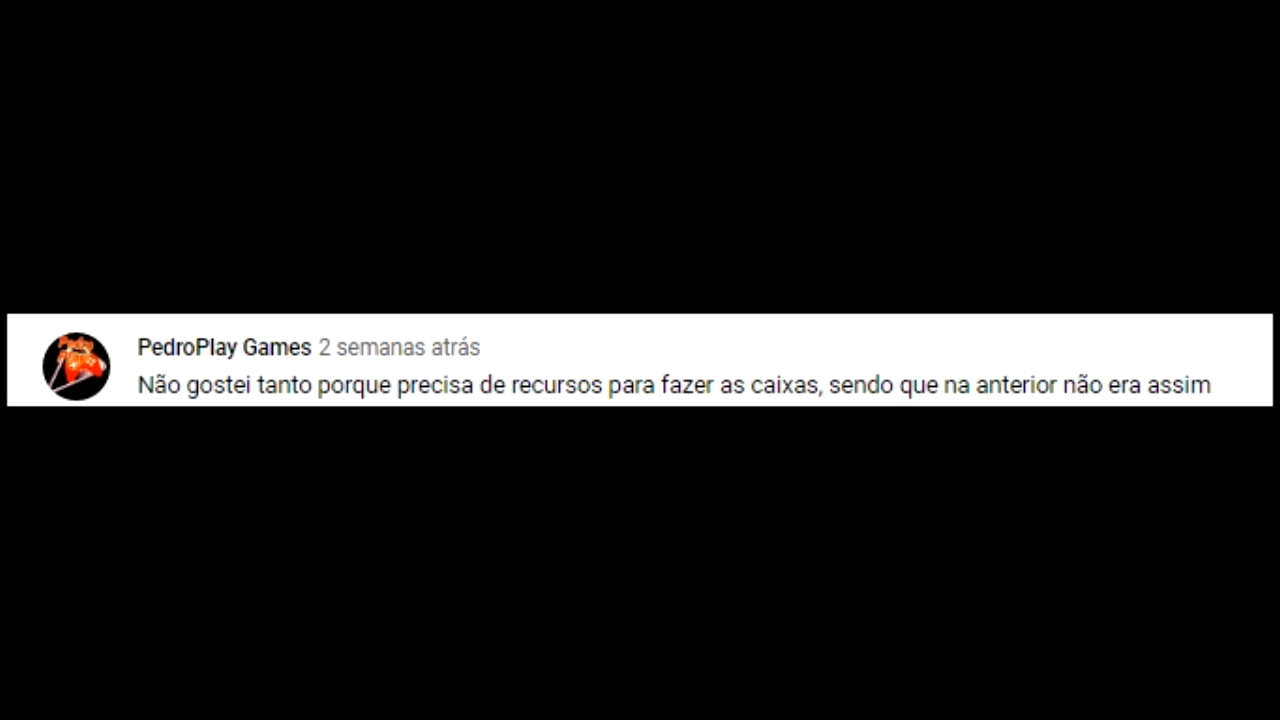 PedroPlay Games 2 semanas atrás
Não gostei tanto porque precisa de recursos para fazer as caixas, sendo que na anterior não era assim